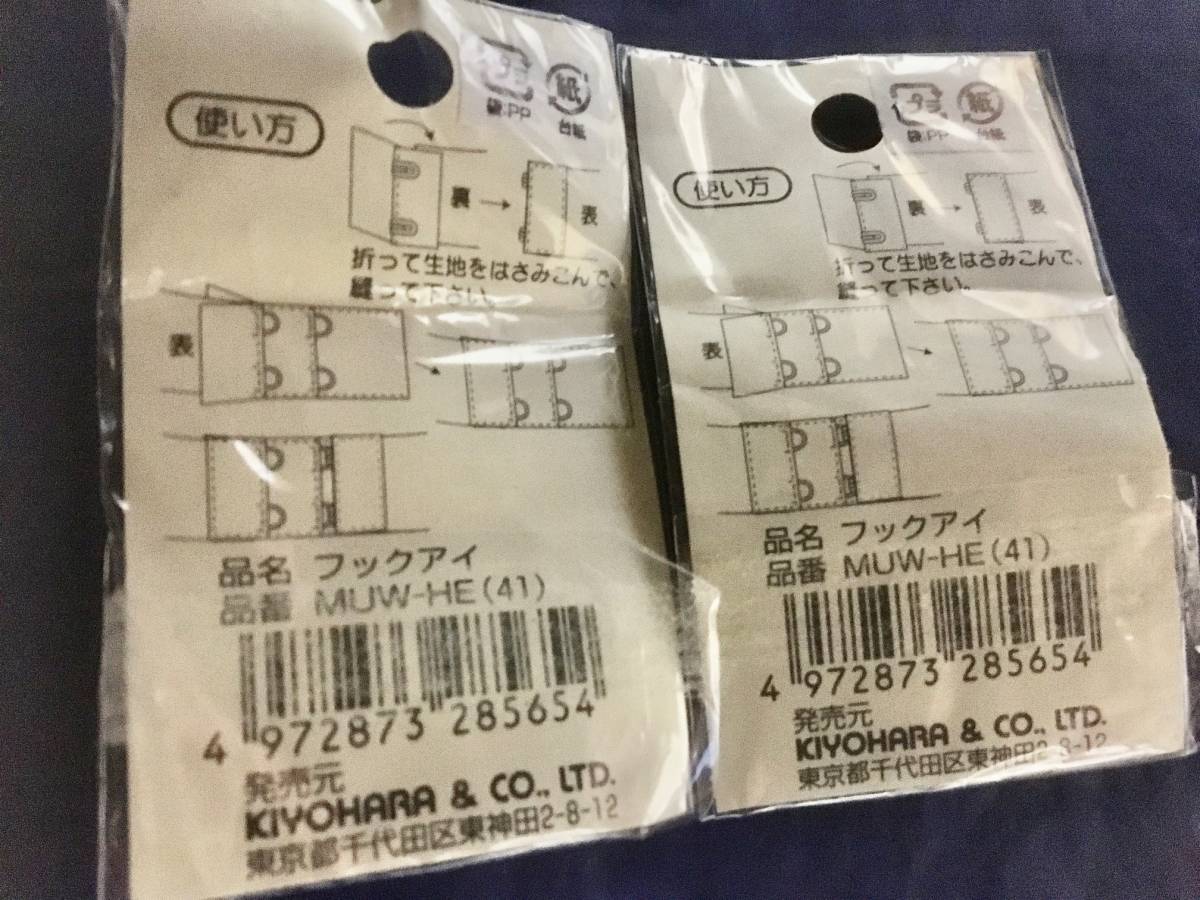 プラ
袋:PP
紙
台紙
使い方
裏
表
折って生地をはさみこんで、
縫って下さい。
表
品名 フックアイ
品番 MUW-HE(41)
4 972873 285654
発売元
KIYOHARA & CO., LTD.
東京都千代田区東神田2-8-12
プラ
袋:PP
紙
台紙
使い方
裏
表
折って生地をはさみこんで、
縫って下さい。
表
品名 フックアイ
品番 MUW-HE(41)
4 972873 285654
発売元
KIYOHARA & CO., LTD.
東京都千代田区東神田2-8-12